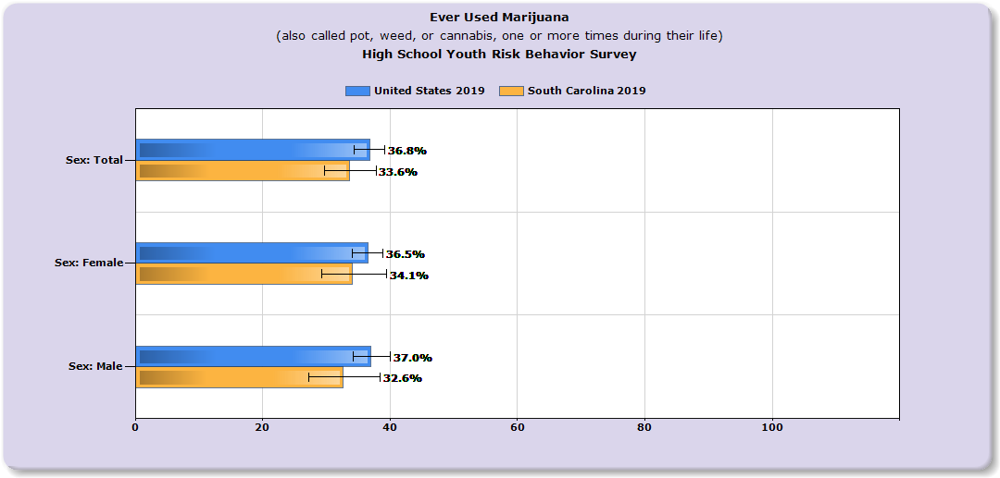 Ever Used Marijuana
(also called pot, weed, or cannabis, one or more times during their life)
High School Youth Risk Behavior Survey
United States 2019 South Carolina 2019
36.8%
Sex: Total
33.6%
36.5%
Sex: Female
34.1%
37.0%
Sex: Male
32.6%
0 20 40 60 80 100